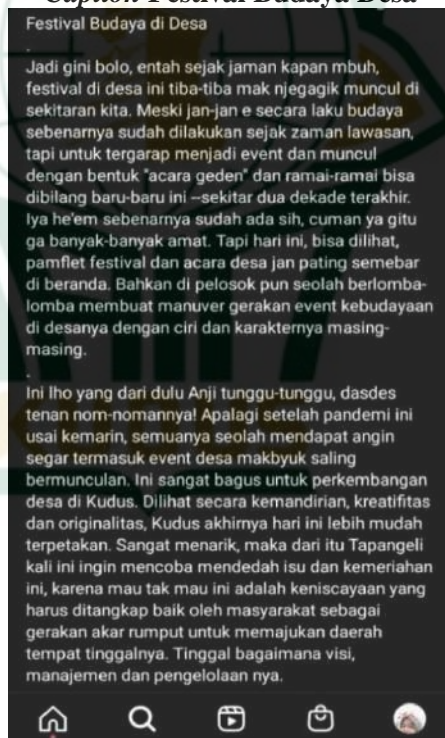 Caption Festival Budaya Desa
Festival Budaya di Desa
.
Jadi gini bolo, entah sejak jaman kapan mbuh,
festival di desa ini tiba-tiba mak njegagik muncul di
sekitaran kita. Meski jan-jan e secara laku budaya
sebenarnya sudah dilakukan sejak zaman lawasan,
tapi untuk tergarap menjadi event dan muncul
dengan bentuk "acara geden" dan ramai-ramai bisa
dibilang baru-baru ini –sekitar dua dekade terakhir.
Iya he'em sebenarnya sudah ada sih, cuman ya gitu
ga banyak-banyak amat. Tapi hari ini, bisa dilihat,
pamflet festival dan acara desa jan pating semebar
di beranda. Bahkan di pelosok pun seolah berlomba-
lomba membuat manuver gerakan event kebudayaan
di desanya dengan ciri dan karakternya masing-
masing.
.
Ini lho yang dari dulu Anji tunggu-tunggu, dasdes
tenan nom-nomannya! Apalagi setelah pandemi ini
usai kemarin, semuanya seolah mendapat angin
segar termasuk event desa makbyuk saling
bermunculan. Ini sangat bagus untuk perkembangan
desa di Kudus. Dilihat secara kemandirian, kreatifitas
dan originalitas, Kudus akhirnya hari ini lebih mudah
terpetakan. Sangat menarik, maka dari itu Tapangeli
kali ini ingin mencoba mendedah isu dan kemeriahan
ini, karena mau tak mau ini adalah keniscayaan yang
harus ditangkap baik oleh masyarakat sebagai
gerakan akar rumput untuk memajukan daerah
tempat tinggalnya. Tinggal bagaimana visi,
manajemen dan pengelolaan nya.